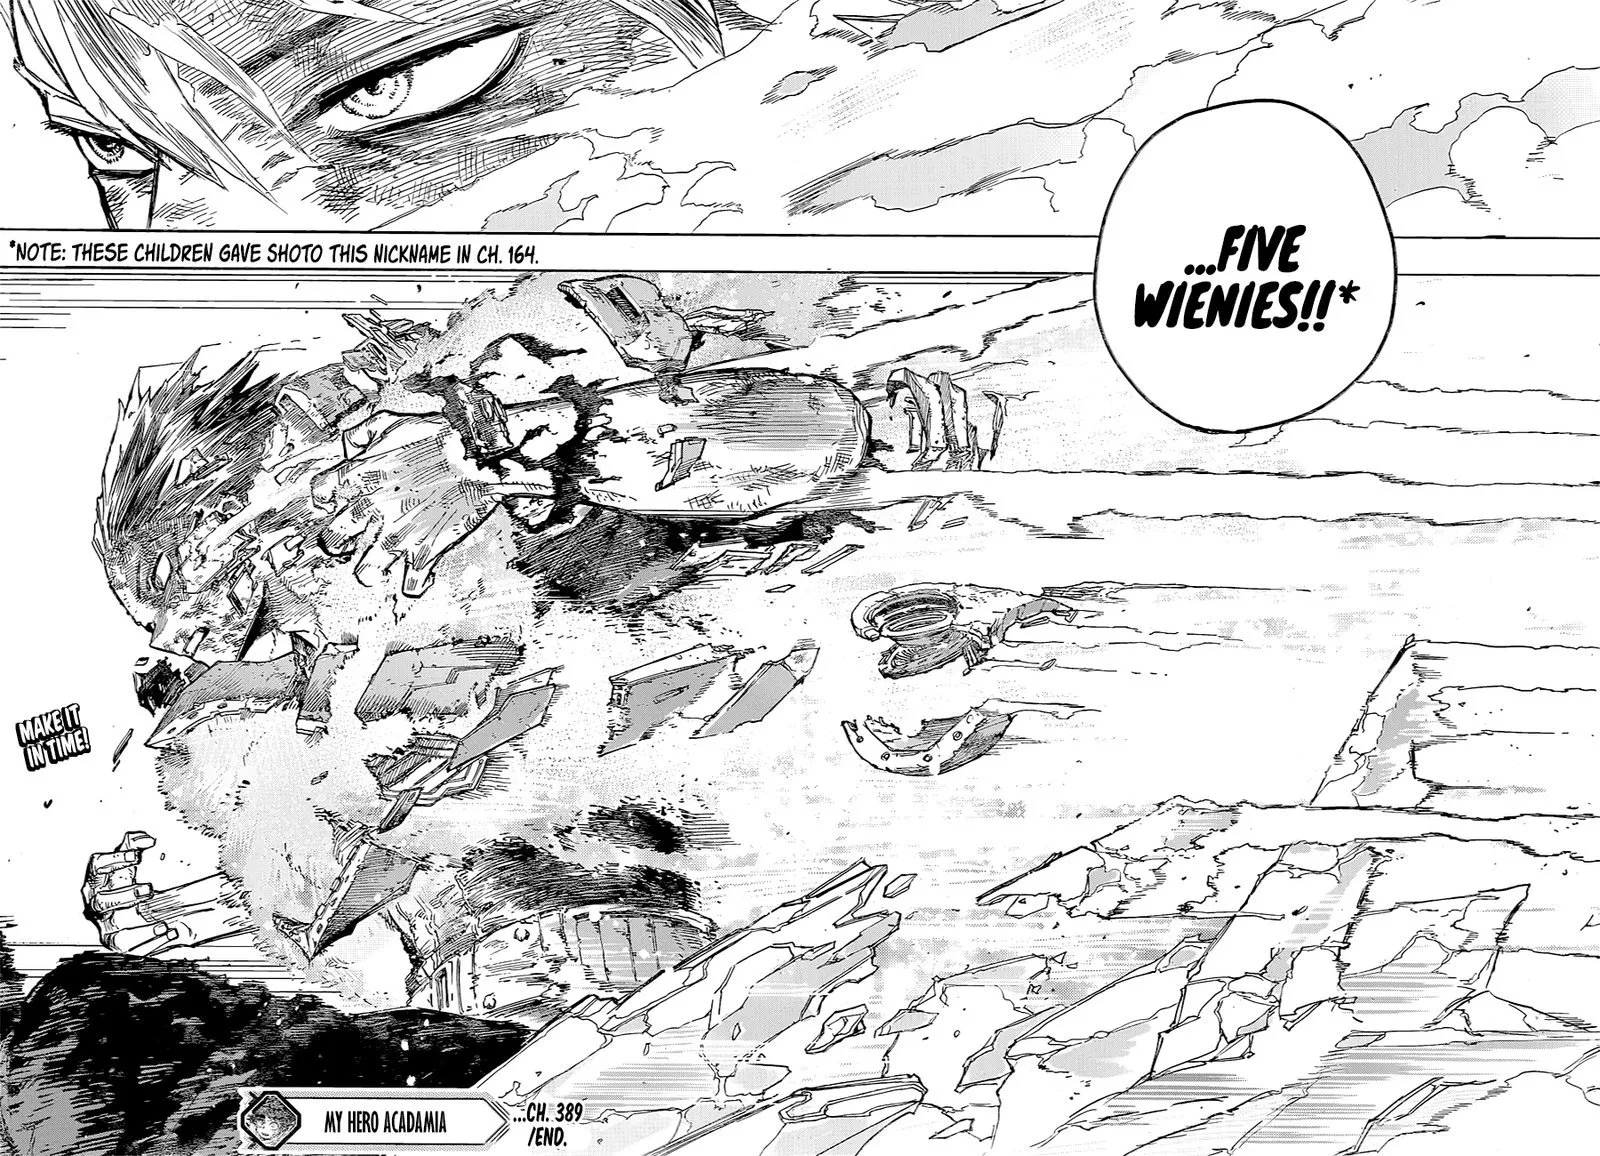 ...FIVE
WIENIES!!*
*NOTE: THESE CHILDREN GAVE SHOTO THIS NICKNAME IN CH. 164.
MAKE IT
IN TIME!
MY HERO ACADAMIA
...CH. 389
/END.